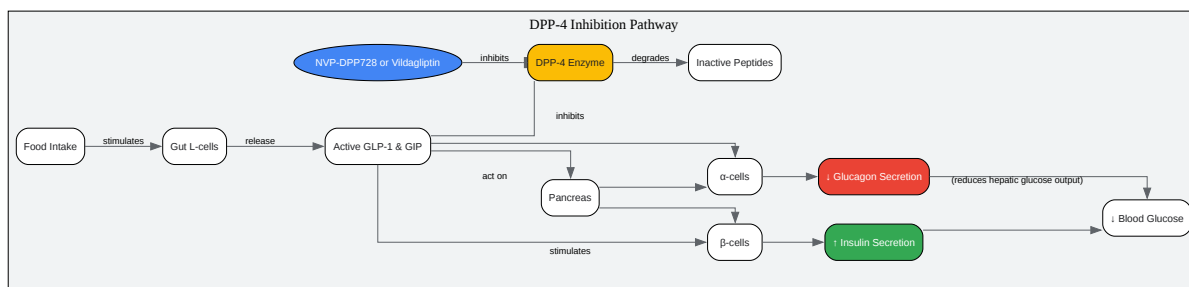 DPP-4 Inhibition Pathway
NVP-DPP728 or Vildagliptin
inhibits
DPP-4 Enzyme
degrades
Inactive Peptides
inhibits
Food Intake
stimulates
Gut L-cells
release
Active GLP-1 & GIP
act on
Pancreas
α-cells
↓ Glucagon Secretion
(reduces hepatic glucose output)
↓ Blood Glucose
stimulates
β-cells
↑ Insulin Secretion